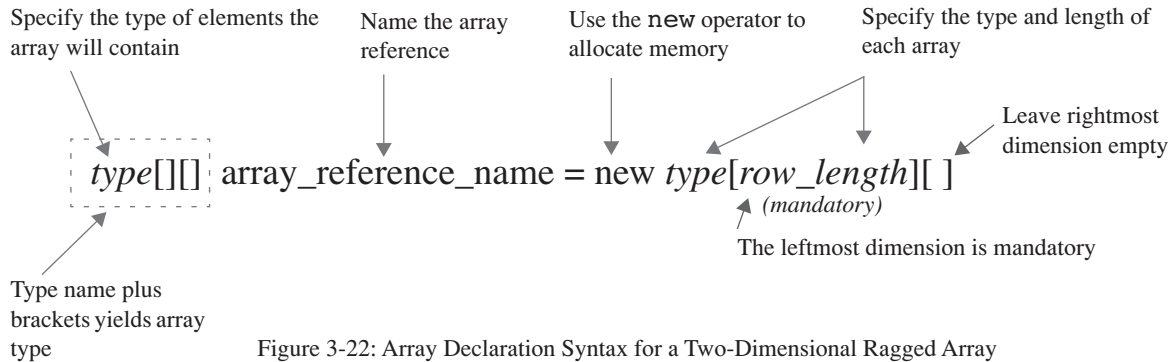 Specify the type of elements the
array will contain
Name the array
reference
Use the new operator to
allocate memory
Specify the type and length of
each array
Leave rightmost
dimension empty
type[][] array_reference_name = new type[row_length][ ]
(mandatory)
The leftmost dimension is mandatory
Type name plus
brackets yields array
type
Figure 3-22: Array Declaration Syntax for a Two-Dimensional Ragged Array